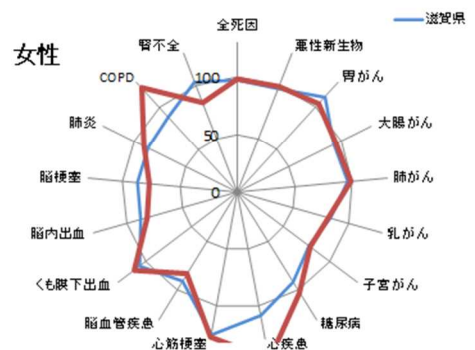 滋賀県
女性
全死因
悪性新生物
胃がん
大腸がん
肺がん
乳がん
子宮がん
糖尿病
心疾患
心筋梗塞
脳血管疾患
くも膜下出血
脳内出血
脳梗塞
肺炎
COPD
腎不全
100
50
0